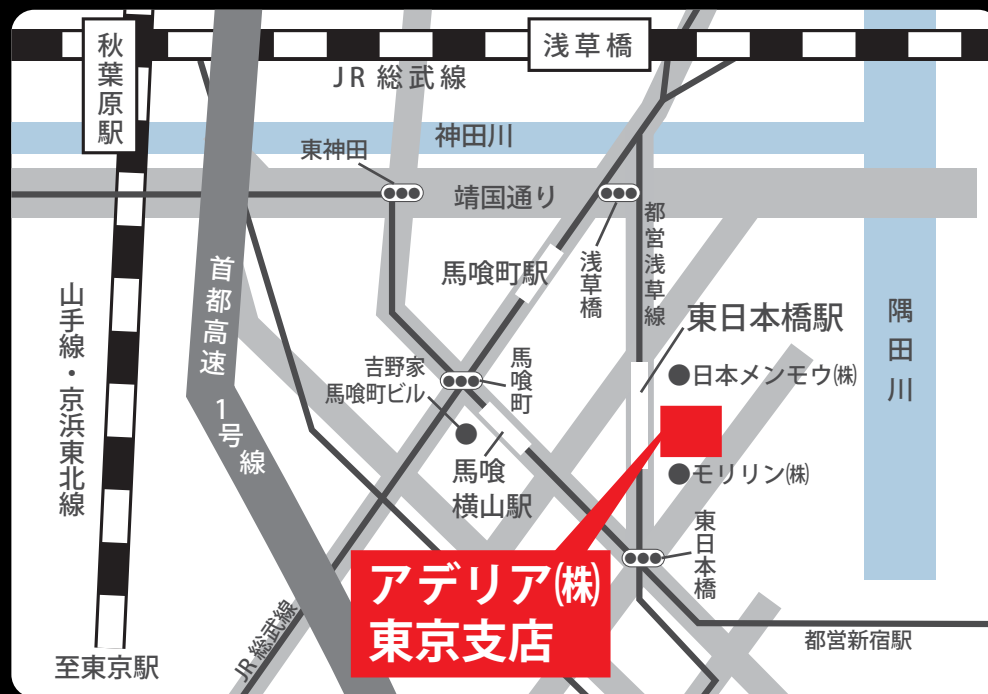 秋葉原駅
浅草橋
JR 総武線
神田川
東神田
靖国通り
都営浅草線
浅草橋
馬喰町駅
首都高速 1号線
山手線・京浜東北線
東日本橋駅
隅田川
吉野家
馬喰町ビル
馬喰町
●日本メンモウ㈱
馬喰
横山駅
●モリリン㈱
東日本橋
アデリア㈱
東京支店
JR 総武線
都営新宿駅
至東京駅